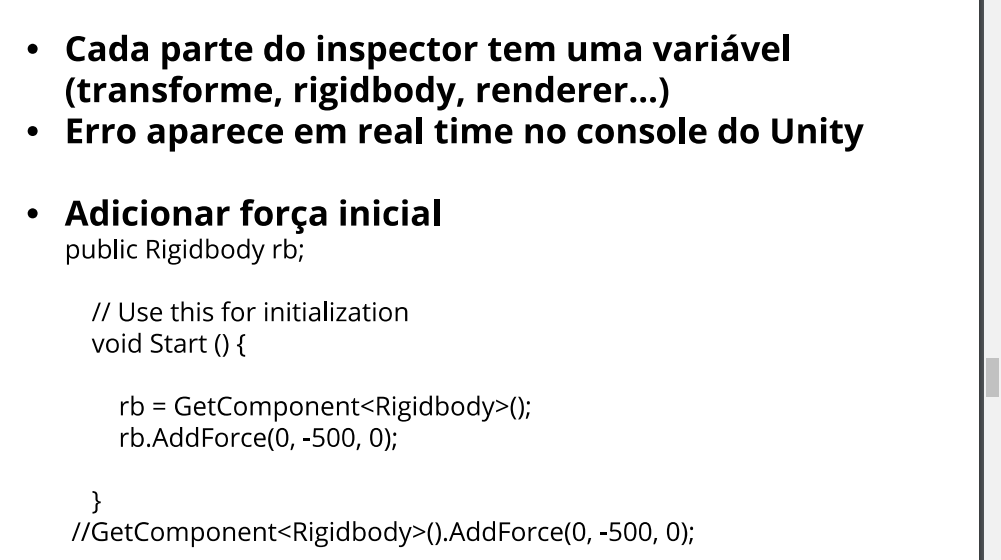 • Cada parte do inspector tem uma variável
(transforme, rigidbody, renderer...)
• Erro aparece em real time no console do Unity
• Adicionar força inicial
public Rigidbody rb;
// Use this for initialization
void Start () {
rb = GetComponent<Rigidbody>();
rb.AddForce(0, -500, 0);
}
//GetComponent<Rigidbody>().AddForce(0, -500, 0);